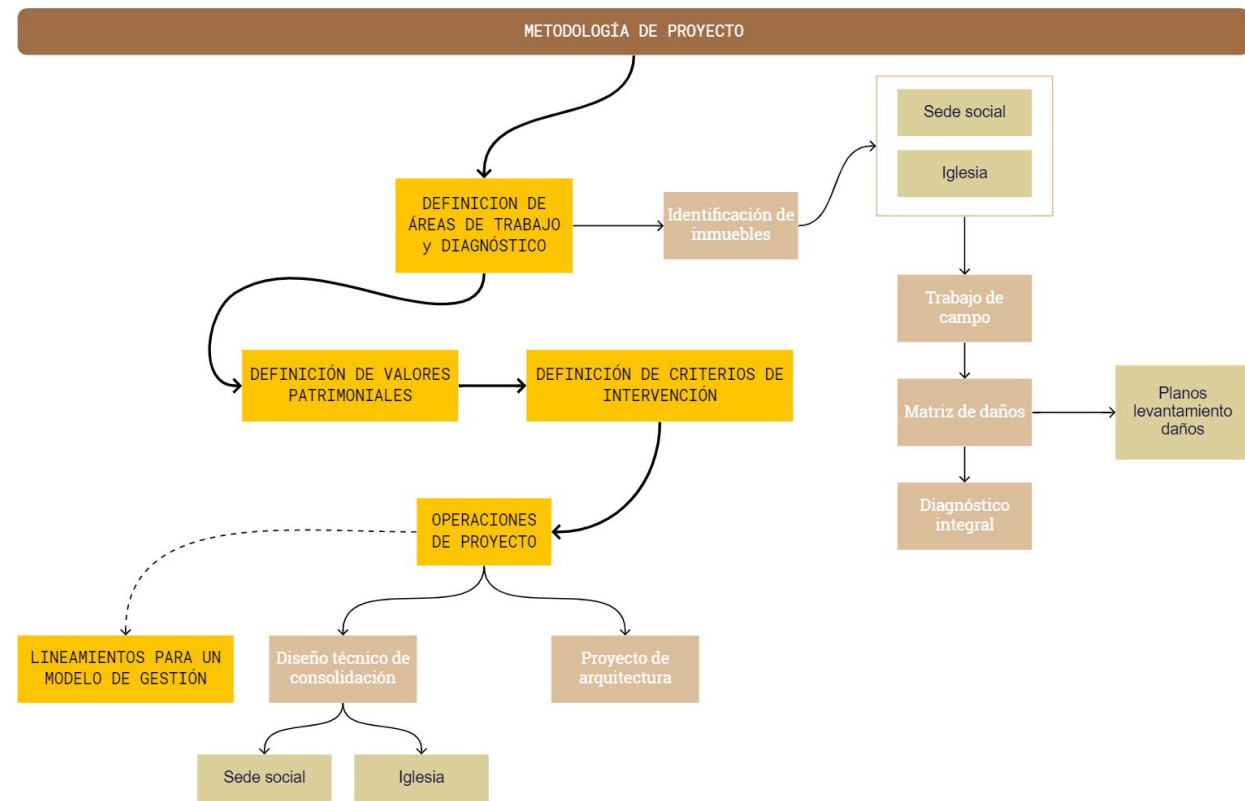 METODOLOGÍA DE PROYECTO
Sede social
Iglesia
DEFINICION DE
ÁREAS DE TRABAJO
y DIAGNÓSTICO
Identificación de
inmuebles
Trabajo de
campo
DEFINICIÓN DE VALORES
PATRIMONIALES
DEFINICIÓN DE CRITERIOS DE
INTERVENCIÓN
Matriz de daños
Planos
levantamiento
daños
Diagnóstico
integral
OPERACIONES
DE PROYECTO
LINEAMIENTOS PARA UN
MODELO DE GESTIÓN
Diseño técnico de
consolidación
Proyecto de
arquitectura
Sede social
Iglesia